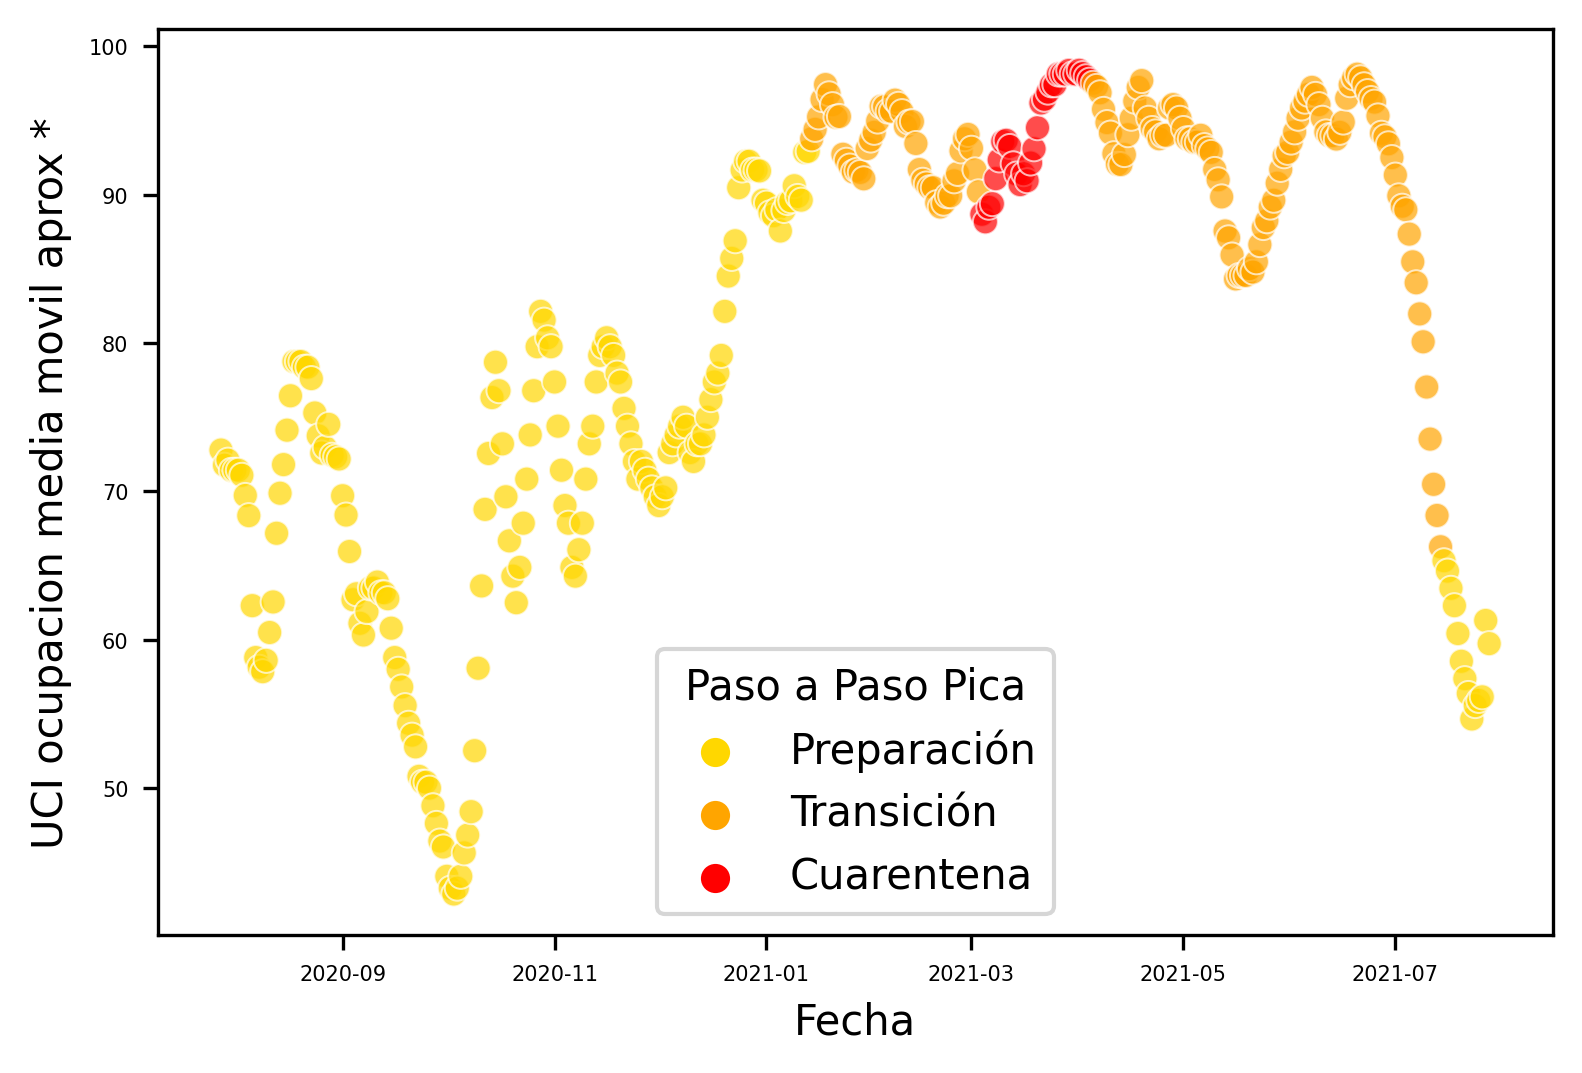 UCI ocupacion media movil aprox *
100
90
80
70
60
50
Paso a Paso Pica
Preparación
Transición
Cuarentena
2020-09
2020-11
2021-01
2021-03
2021-05
2021-07
Fecha